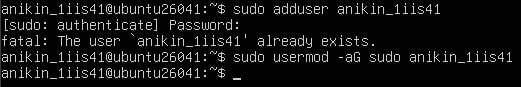 anikin_1iis41@ubuntu26041:~$ sudo adduser anikin_1iis41
[sudo: authenticate] Password:
fatal: The user `anikin_1iis41' already exists.
anikin_1iis41@ubuntu26041:~$ sudo usermod -aG sudo anikin_1iis41
anikin_1iis41@ubuntu26041:~$ _